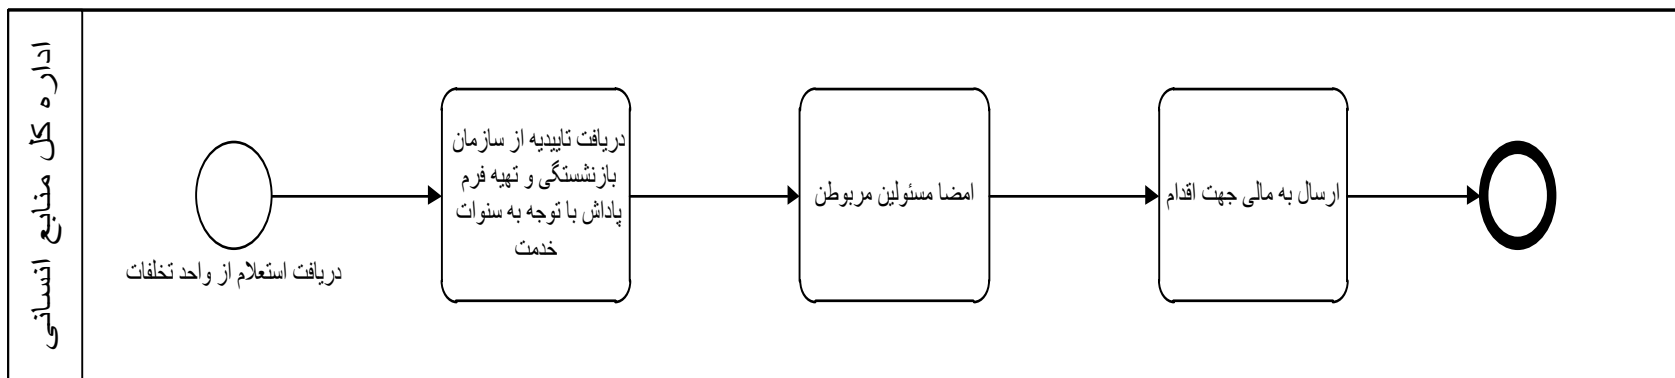 اداره کل منابع انسانی
دریافت استعلام از واحد تخلفات
دریافت تاییدیه از سازمان
بازنشستگی و تهیه فرم
پاداش با توجه به سنوات
خدمت
امضا مسئولین مربوطن
ارسال به مالی جهت اقدام